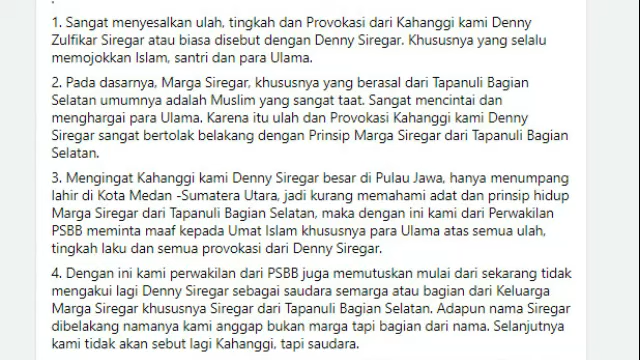 1. Sangat menyesalkan ulah, tingkah dan Provokasi dari Kahanggi kami Denny
Zulfikar Siregar atau biasa disebut dengan Denny Siregar. Khususnya yang selalu
memojokkan Islam, santri dan para Ulama.
2. Pada dasarnya, Marga Siregar, khususnya yang berasal dari Tapanuli Bagian
Selatan umumnya adalah Muslim yang sangat taat. Sangat mencintai dan
menghargai para Ulama. Karena itu ulah dan Provokasi Kahanggi kami Denny
Siregar sangat bertolak belakang dengan Prinsip Marga Siregar dari Tapanuli Bagian
Selatan.
3. Mengingat Kahanggi kami Denny Siregar besar di Pulau Jawa, hanya menumpang
lahir di Kota Medan -Sumatera Utara, jadi kurang memahami adat dan prinsip hidup
Marga Siregar dari Tapanuli Bagian Selatan, maka dengan ini kami dari Perwakilan
PSBB meminta maaf kepada Umat Islam khususnya para Ulama atas semua ulah,
tingkah laku dan semua provokasi dari Denny Siregar.
4. Dengan ini kami perwakilan dari PSBB juga memutuskan mulai dari sekarang tidak
mengakui lagi Denny Siregar sebagai saudara semarga atau bagian dari Keluarga
Marga Siregar khususnya Siregar dari Tapanuli Bagian Selatan. Adapun nama Siregar
dibelakang namanya kami anggap bukan marga tapi bagian dari nama. Selanjutnya
kami tidak akan sebut lagi Kahanggi, tapi saudara.